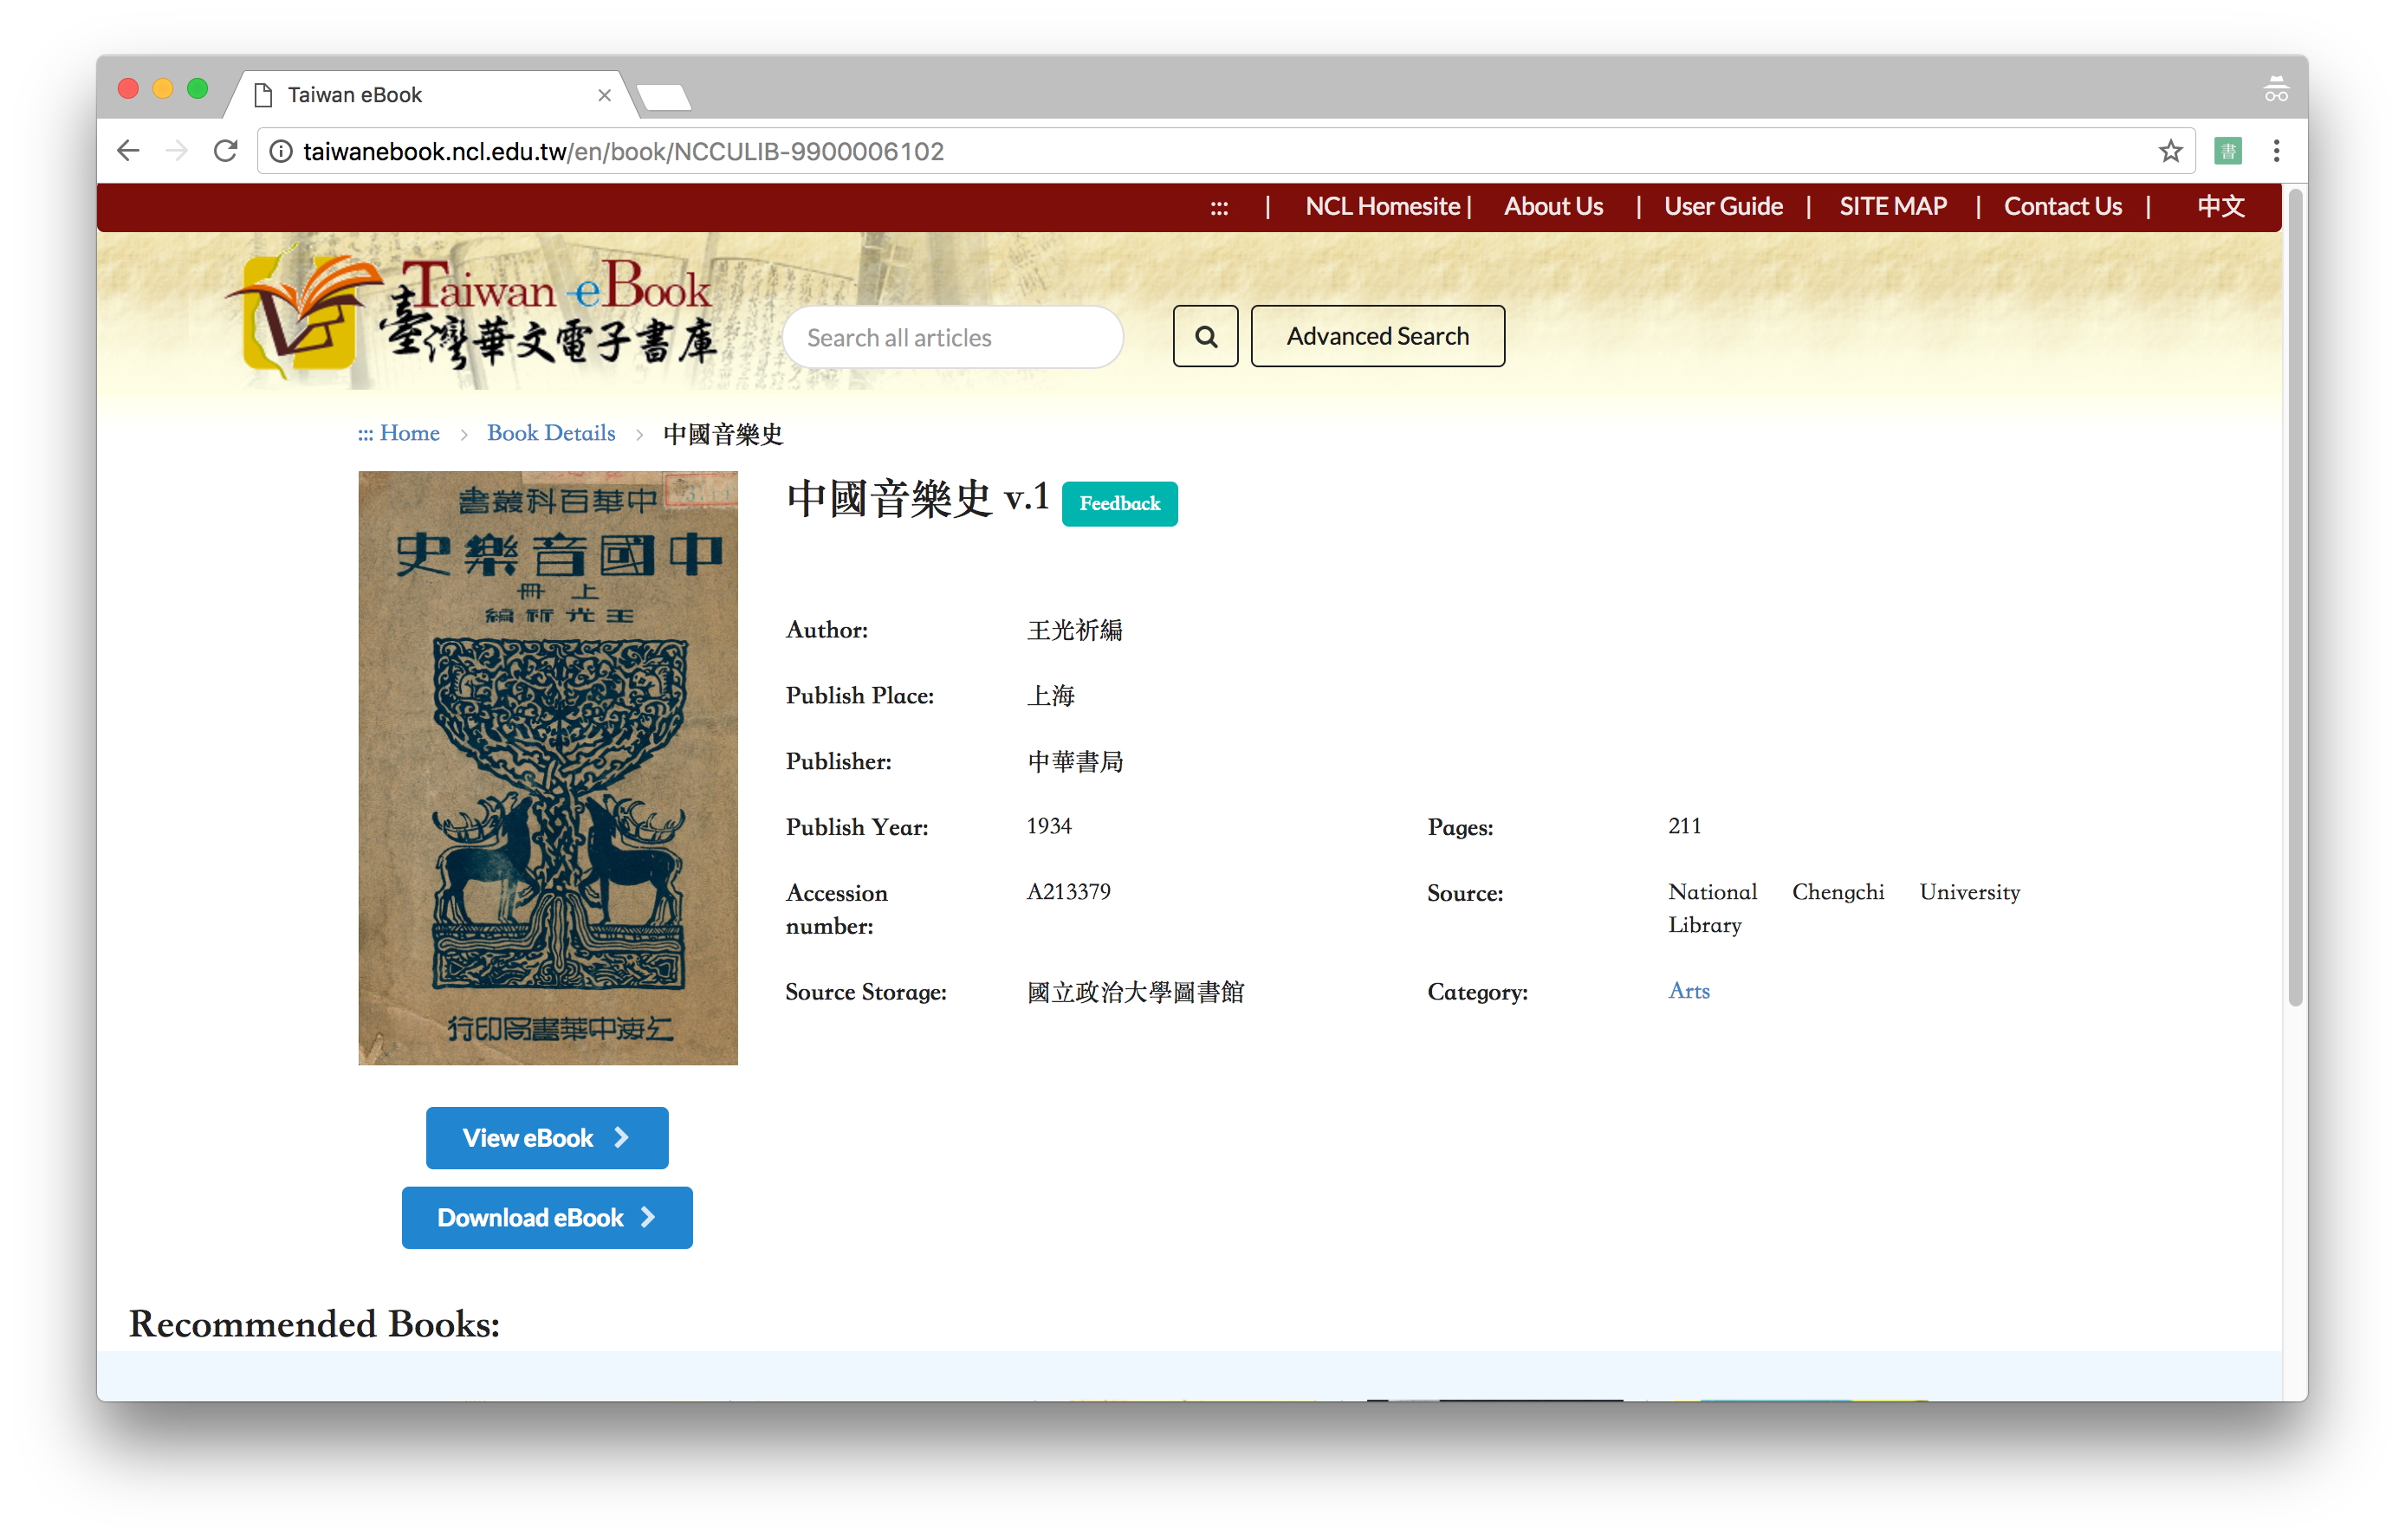 Taiwan eBook
taiwanebook.ncl.edu.tw/en/book/NCCULIB-9900006102
書
::: | NCL Homesite | About Us | User Guide | SITE MAP | Contact Us | 中文
Taiwan eBook
臺灣華文電子書庫
Search all articles
Advanced Search
::: Home > Book Details > 中國音樂史
書叢科百華中
史樂音國中
冊上
編祈光王
行印局書華中海上
中國音樂史 v.1 Feedback
Author: 王光祈編
Publish Place: 上海
Publisher: 中華書局
Publish Year: 1934 Pages: 211
Accession number: A213379 Source: National Chengchi University Library
Source Storage: 國立政治大學圖書館 Category: Arts
View eBook
Download eBook
Recommended Books: